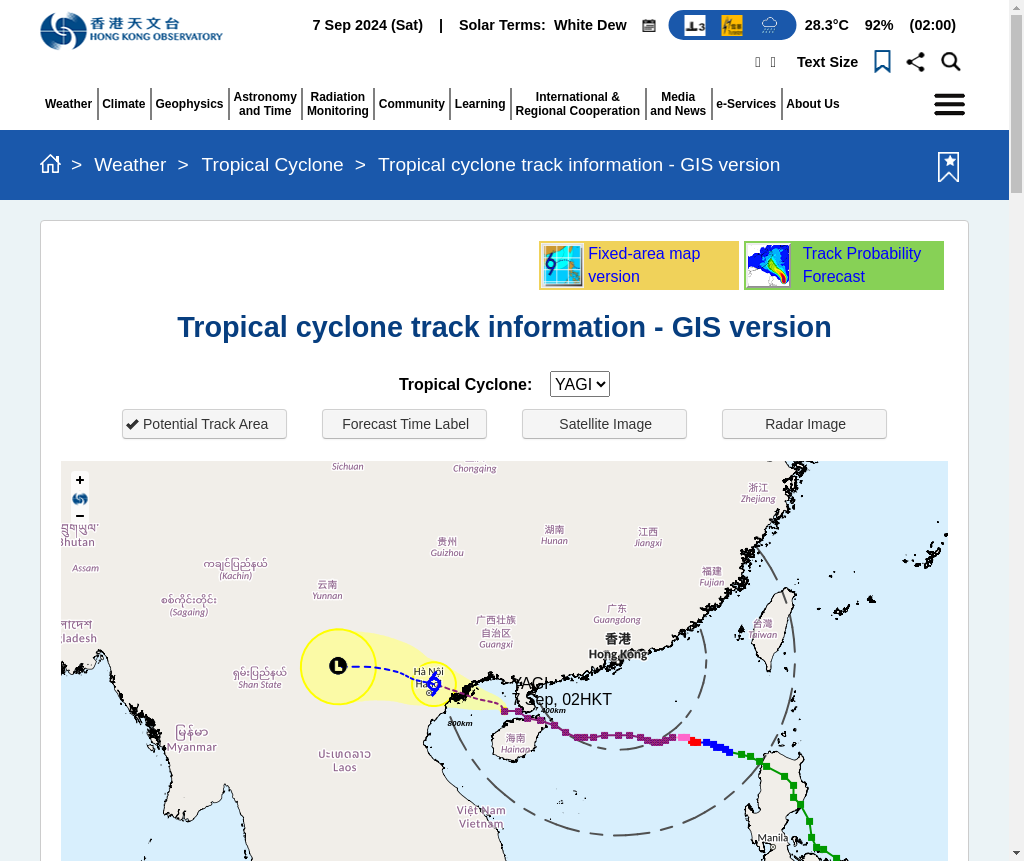 香港天文台
HONG KONG OBSERVATORY
7 Sep 2024 (Sat) | Solar Terms: White Dew
3
28.3°C 92% (02:00)
Text Size
Weather
Climate
Geophysics
Astronomy
and Time
Radiation
Monitoring
Community
Learning
International &
Regional Cooperation
Media
and News
e-Services
About Us
> Weather > Tropical Cyclone > Tropical cyclone track information - GIS version
Fixed-area map
version
Track Probability
Forecast
Tropical cyclone track information - GIS version
Tropical Cyclone: YAGI
Potential Track Area
Forecast Time Label
Satellite Image
Radar Image
+
−
Sichuan
Chongqing
浙江
Zhejiang
Bhutan
Assam
ကချင်ပြည်နယ်
(Kachin)
စစ်ကိုင်းတိုင်း
(Sagaing)
贵州
Guizhou
湖南
Hunan
江西
Jiangxi
福建
Fujian
云南
Yunnan
广西壮族
自治区
Guangxi
广东
Guangdong
香港
Hong Kong
台灣
Taiwan
ladesh
ရှမ်းပြည်နယ်
Shan State
မြန်မာ
Myanmar
L
Hà Nội
YAGI
7 Sep, 02HKT
400km
800km
海南
Hainan
ປະເທດລາວ
Laos
Việt Nam
Vietnam
Manila